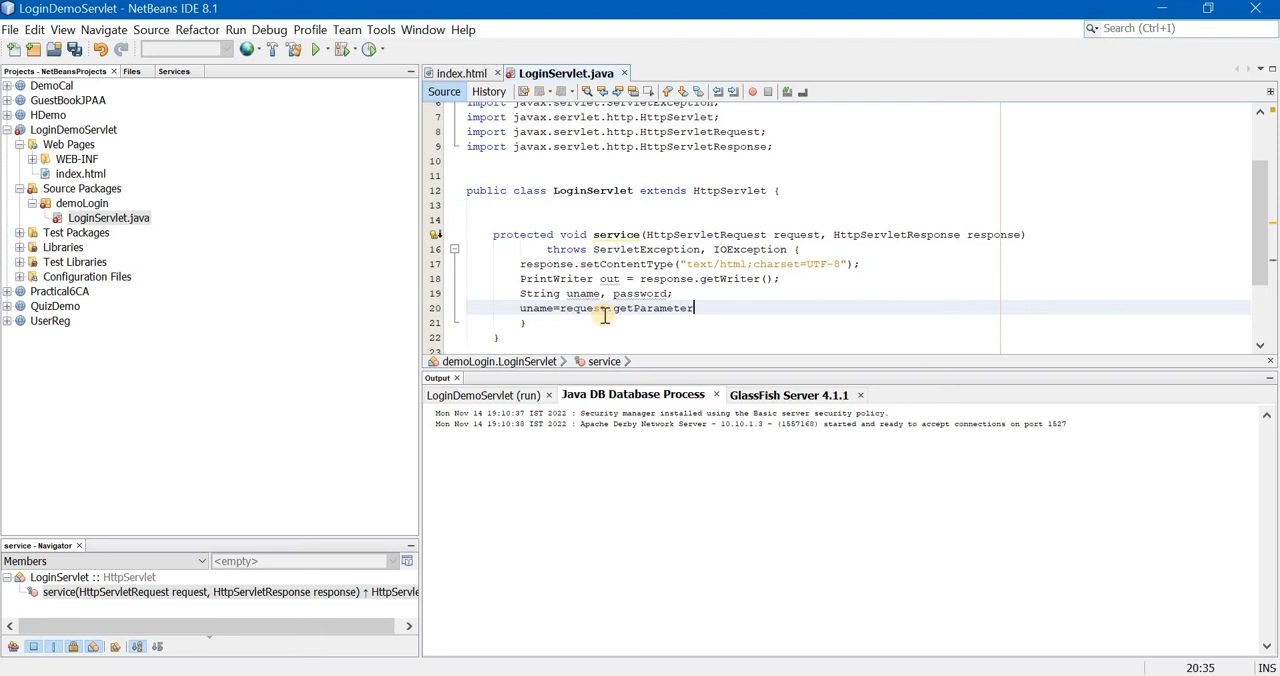 LoginDemoServlet - NetBeans IDE 8.1
File Edit View Navigate Source Refactor Run Debug Profile Team Tools Window Help
Search (Ctrl+I)
Projects - NetBeansProjects
Files
Services
DemoCal
GuestBookJPAA
HDemo
LoginDemoServlet
Web Pages
WEB-INF
index.html
Source Packages
demoLogin
LoginServlet.java
Test Packages
Libraries
Test Libraries
Configuration Files
Practical6CA
QuizDemo
UserReg
index.html
LoginServlet.java
Source History
6 import javax.servlet.ServletException;
7 import javax.servlet.http.HttpServlet;
8 import javax.servlet.http.HttpServletRequest;
9 import javax.servlet.http.HttpServletResponse;
10
11
12 public class LoginServlet extends HttpServlet {
13
14
protected void service(HttpServletRequest request, HttpServletResponse response)
16 throws ServletException, IOException {
17 response.setContentType("text/html;charset=UTF-8");
18 PrintWriter out = response.getWriter();
19 String uname, password;
20 uname=request.getParameter
21 }
22 }
23
demoLogin.LoginServlet
service
Output
LoginDemoServlet (run)
Java DB Database Process
GlassFish Server 4.1.1
Mon Nov 14 19:10:37 IST 2022 : Security manager installed using the Basic server security policy.
Mon Nov 14 19:10:38 IST 2022 : Apache Derby Network Server - 10.10.1.3 - (1557168) started and ready to accept connections on port 1527
service - Navigator
Members
<empty>
LoginServlet :: HttpServlet
service(HttpServletRequest request, HttpServletResponse response) ↑ HttpServle
20:35
INS